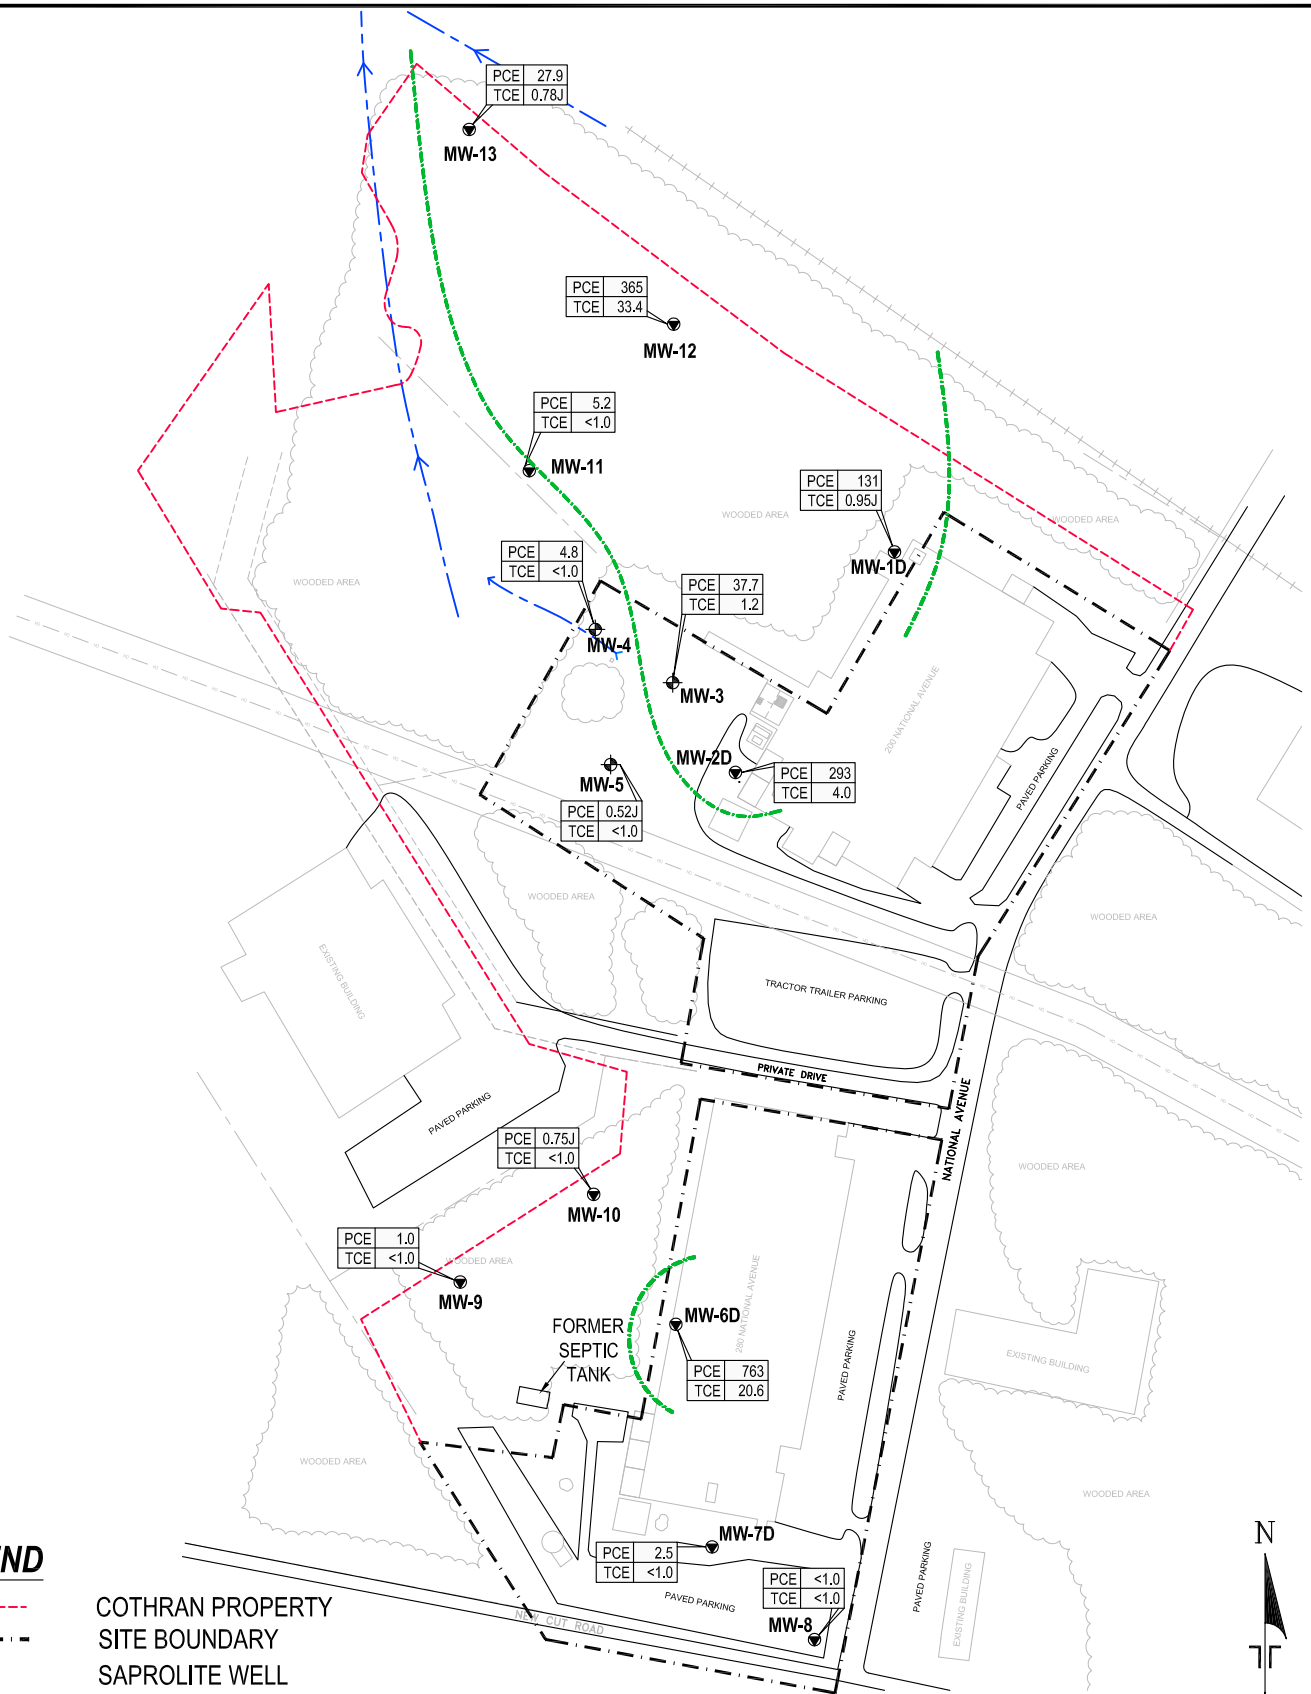 PCE 27.9
TCE 0.78J
MW-13
PCE 365
TCE 33.4
MW-12
PCE 5.2
TCE <1.0
MW-11
PCE 131
TCE 0.95J
MW-1D
WOODED AREA
WOODED AREA
WOODED AREA
PCE 4.8
TCE <1.0
MW-4
PCE 37.7
TCE 1.2
MW-3
200 NATIONAL AVENUE
MW-2D
PCE 293
TCE 4.0
MW-5
PCE 0.52J
TCE <1.0
PAVED PARKING
WOODED AREA
WOODED AREA
EXISTING BUILDING
TRACTOR TRAILER PARKING
PRIVATE DRIVE
NATIONAL AVENUE
PAVED PARKING
PCE 0.75J
TCE <1.0
MW-10
WOODED AREA
PCE 1.0
TCE <1.0
WOODED AREA
MW-9
280 NATIONAL AVENUE
FORMER
SEPTIC
TANK
MW-6D
PCE 763
TCE 20.6
PAVED PARKING
EXISTING BUILDING
WOODED AREA
WOODED AREA
MW-7D
PCE 2.5
TCE <1.0
PCE <1.0
TCE <1.0
MW-8
PAVED PARKING
PAVED PARKING
EXISTING BUILDING
NEW CUT ROAD
N
ND
COTHRAN PROPERTY
SITE BOUNDARY
SAPROLITE WELL